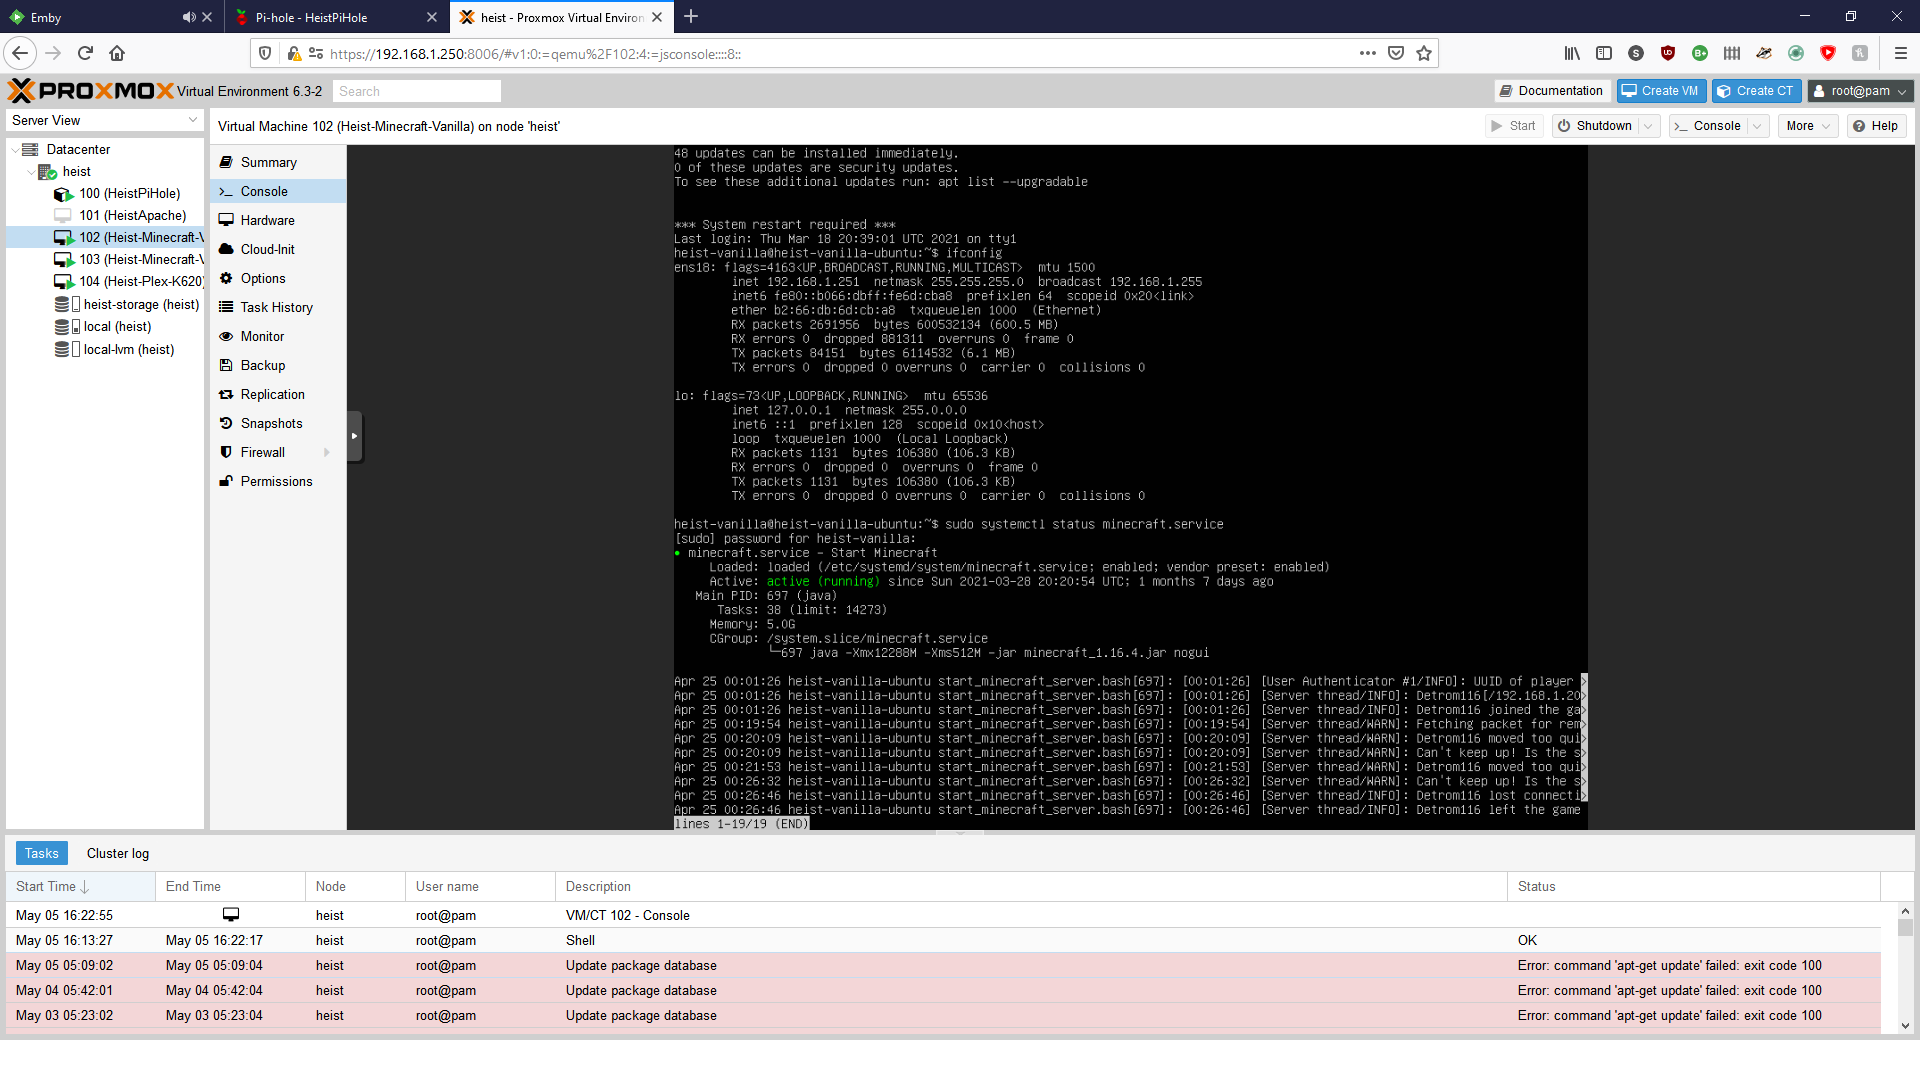 Emby
Pi-hole - HeistPiHole
heist - Proxmox Virtual Environ
https://192.168.1.250:8006/#v1:0:=qemu%2F102:4:=jsconsole::::8::
PROXMOX Virtual Environment 6.3-2
Search
Documentation
Create VM
Create CT
root@pam
Server View
Virtual Machine 102 (Heist-Minecraft-Vanilla) on node 'heist'
Start
Shutdown
Console
More
Help
Datacenter
heist
100 (HeistPiHole)
101 (HeistApache)
102 (Heist-Minecraft-V
103 (Heist-Minecraft-V
104 (Heist-Plex-K620)
heist-storage (heist)
local (heist)
local-lvm (heist)
Summary
Console
Hardware
Cloud-Init
Options
Task History
Monitor
Backup
Replication
Snapshots
Firewall
Permissions
48 updates can be installed immediately.
0 of these updates are security updates.
To see these additional updates run: apt list --upgradable
*** System restart required ***
Last login: Thu Mar 18 20:39:01 UTC 2021 on tty1
heist-vanilla@heist-vanilla-ubuntu:~$ ifconfig
ens18: flags=4163<UP,BROADCAST,RUNNING,MULTICAST>  mtu 1500
inet 192.168.1.251  netmask 255.255.255.0  broadcast 192.168.1.255
inet6 fe80::b066:dbff:fe6d:cba8  prefixlen 64  scopeid 0x20<link>
ether b2:66:db:6d:cb:a8  txqueuelen 1000  (Ethernet)
RX packets 2691956  bytes 600532134 (600.5 MB)
RX errors 0  dropped 881311  overruns 0  frame 0
TX packets 84151  bytes 6114532 (6.1 MB)
TX errors 0  dropped 0 overruns 0  carrier 0  collisions 0
lo: flags=73<UP,LOOPBACK,RUNNING>  mtu 65536
inet 127.0.0.1  netmask 255.0.0.0
inet6 ::1  prefixlen 128  scopeid 0x10<host>
loop  txqueuelen 1000  (Local Loopback)
RX packets 1131  bytes 106380 (106.3 KB)
RX errors 0  dropped 0  overruns 0  frame 0
TX packets 1131  bytes 106380 (106.3 KB)
TX errors 0  dropped 0 overruns 0  carrier 0  collisions 0
heist-vanilla@heist-vanilla-ubuntu:~$ sudo systemctl status minecraft.service
[sudo] password for heist-vanilla:
● minecraft.service - Start Minecraft
Loaded: loaded (/etc/systemd/system/minecraft.service; enabled; vendor preset: enabled)
Active: active (running) since Sun 2021-03-28 20:20:54 UTC; 1 months 7 days ago
Main PID: 697 (java)
Tasks: 38 (limit: 14273)
Memory: 5.0G
CGroup: /system.slice/minecraft.service
└─697 java -Xmx12288M -Xms512M -jar minecraft_1.16.4.jar nogui
Apr 25 00:01:26 heist-vanilla-ubuntu start_minecraft_server.bash[697]: [00:01:26] [User Authenticator #1/INFO]: UUID of player >
Apr 25 00:01:26 heist-vanilla-ubuntu start_minecraft_server.bash[697]: [00:01:26] [Server thread/INFO]: Detrom116[/192.168.1.20>
Apr 25 00:01:26 heist-vanilla-ubuntu start_minecraft_server.bash[697]: [00:01:26] [Server thread/INFO]: Detrom116 joined the ga>
Apr 25 00:19:54 heist-vanilla-ubuntu start_minecraft_server.bash[697]: [00:19:54] [Server thread/WARN]: Fetching packet for rem>
Apr 25 00:20:09 heist-vanilla-ubuntu start_minecraft_server.bash[697]: [00:20:09] [Server thread/WARN]: Detrom116 moved too qui>
Apr 25 00:20:09 heist-vanilla-ubuntu start_minecraft_server.bash[697]: [00:20:09] [Server thread/WARN]: Can't keep up! Is the s>
Apr 25 00:21:53 heist-vanilla-ubuntu start_minecraft_server.bash[697]: [00:21:53] [Server thread/WARN]: Detrom116 moved too qui>
Apr 25 00:26:32 heist-vanilla-ubuntu start_minecraft_server.bash[697]: [00:26:32] [Server thread/WARN]: Can't keep up! Is the s>
Apr 25 00:26:46 heist-vanilla-ubuntu start_minecraft_server.bash[697]: [00:26:46] [Server thread/INFO]: Detrom116 lost connecti>
Apr 25 00:26:46 heist-vanilla-ubuntu start_minecraft_server.bash[697]: [00:26:46] [Server thread/INFO]: Detrom116 left the game
lines 1-19/19 (END)
Tasks
Cluster log
Start Time
End Time
Node
User name
Description
Status
May 05 16:22:55 heist root@pam VM/CT 102 - Console
May 05 16:13:27 May 05 16:22:17 heist root@pam Shell OK
May 05 05:09:02 May 05 05:09:04 heist root@pam Update package database Error: command 'apt-get update' failed: exit code 100
May 04 05:42:01 May 04 05:42:04 heist root@pam Update package database Error: command 'apt-get update' failed: exit code 100
May 03 05:23:02 May 03 05:23:04 heist root@pam Update package database Error: command 'apt-get update' failed: exit code 100